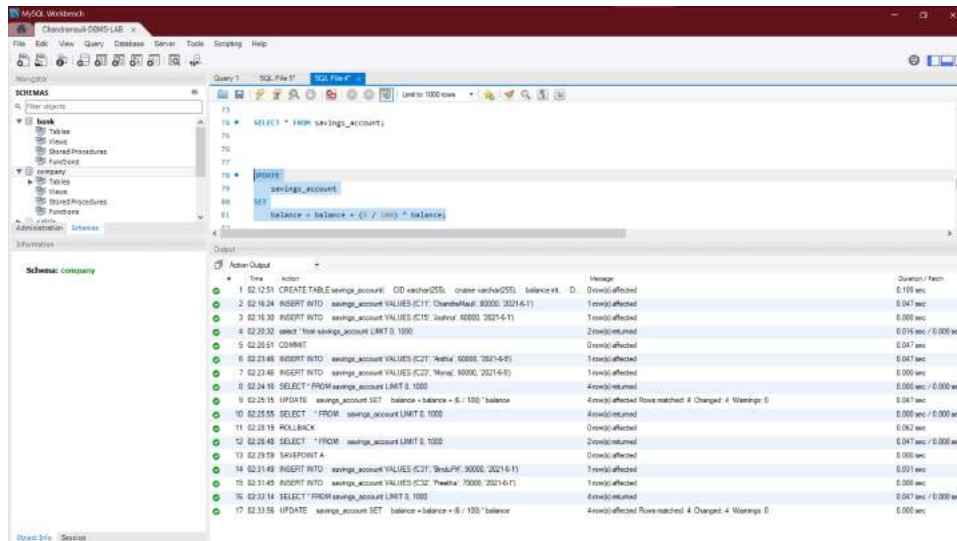 MySQL Workbench
File Edit View Query Database Server Tools Scripting Help
Navigator
SCHEMAS
Filter objects
bank
Tables
Views
Stored Procedures
Functions
company
Tables
Views
Stored Procedures
Functions
Administration Schemas
Information
Schema: company
Object Info Session
Query 1 SQL File 5* SQL File 4*
Limit to 1000 rows
73
74 SELECT * FROM savings_account;
75
76
77
78 UPDATE
79 savings_account
80 SET
81 balance = balance + (6 / 100) * balance;
Output
Action Output
# Time Action Message Duration / Fetch
1 02:12:51 CREATE TABLE savings_account( CID varchar(255), cname varchar(255), balance int, D... 0 row(s) affected 0.109 sec
2 02:16:24 INSERT INTO savings_account VALUES ('C11', 'ChandraMauli', 80000, '2021-6-1') 1 row(s) affected 0.047 sec
3 02:16:30 INSERT INTO savings_account VALUES ('C15', 60000, '2021-6-1') 1 row(s) affected 0.000 sec
4 02:20:32 select * from savings_account LIMIT 0, 1000 2 row(s) returned 0.016 sec / 0.000 se
5 02:20:51 COMMIT 0 row(s) affected 0.047 sec
6 02:23:46 INSERT INTO savings_account VALUES ('C21', 60000, 1 row(s) affected 0.047 sec
7 02:23:46 INSERT INTO savings_account VALUES ('C23', 'Manoj', 90000, 1 row(s) affected 0.000 sec
8 02:24:16 SELECT * FROM savings_account LIMIT 0, 1000 4 row(s) returned 0.000 sec / 0.000 se
9 02:25:15 UPDATE savings_account SET balance = balance + (6 / 100) * balance 4 row(s) affected Rows matched: 4 Changed: 4 Warnings: 0 0.047 sec
10 02:25:55 SELECT * FROM savings_account LIMIT 0, 1000 4 row(s) returned 0.000 sec / 0.000 se
11 02:28:19 ROLLBACK 0 row(s) affected 0.062 sec
12 02:28:48 SELECT * FROM savings_account LIMIT 0, 1000 2 row(s) returned 0.047 sec / 0.000 se
13 02:29:59 SAVEPOINT A 0 row(s) affected 0.000 sec
14 02:31:49 INSERT INTO savings_account VALUES ('C31', 90000, '2021-6-1') 1 row(s) affected 0.031 sec
15 02:31:49 INSERT INTO savings_account VALUES ('C32', 'Preetha', 70000, '2021-6-1') 1 row(s) affected 0.000 sec
16 02:33:14 SELECT * FROM savings_account LIMIT 0, 1000 4 row(s) returned 0.047 sec / 0.000 se
17 02:33:56 UPDATE savings_account SET balance = balance + (6 / 100) * balance 4 row(s) affected Rows matched: 4 Changed: 4 Warnings: 0 0.000 sec